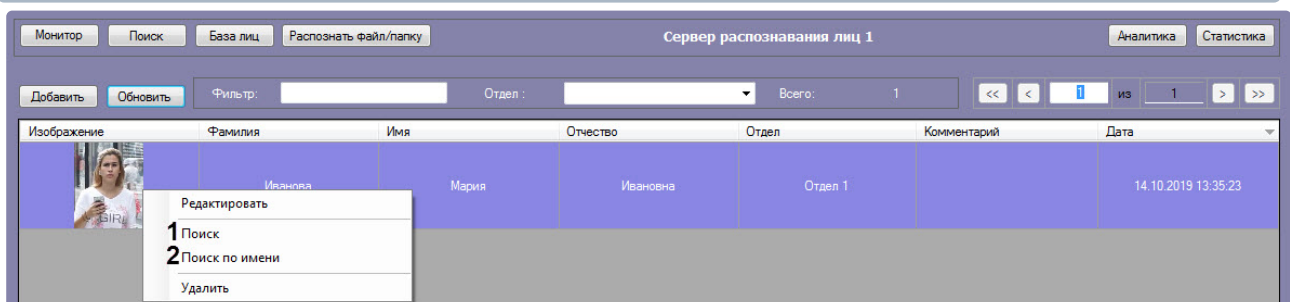 Монитор Поиск База лиц Распознать файл/папку Сервер распознавания лиц 1 Аналитика Статистика
Добавить Обновить Фильтр: Отдел : Всего: 1 << < 1 из 1 > >>
Изображение Фамилия Имя Отчество Отдел Комментарий Дата
Иванова Мария Ивановна Отдел 1 14.10.2019 13:35:23
GIRL
Редактировать
1 Поиск
2 Поиск по имени
Удалить